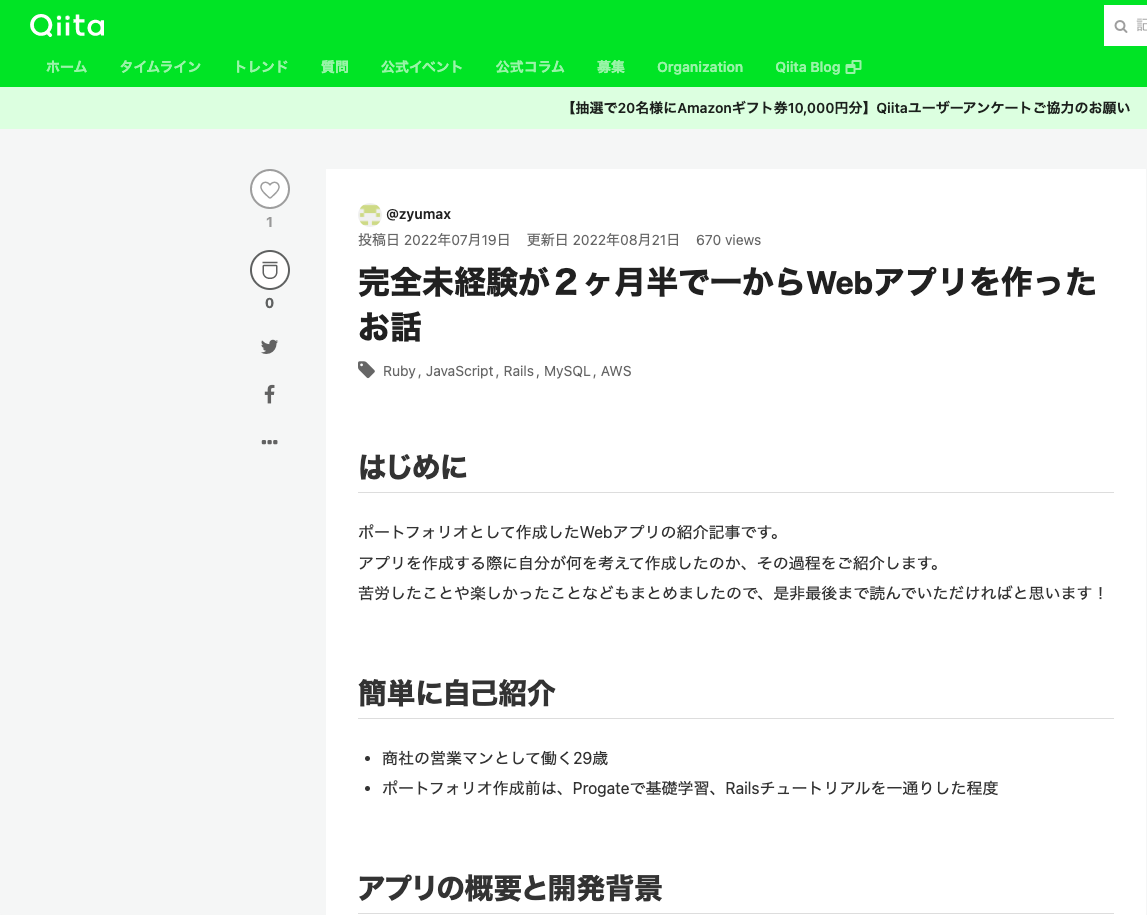 Qiita
記
ホーム タイムライン トレンド 質問 公式イベント 公式コラム 募集 Organization Qiita Blog
【抽選で20名様にAmazonギフト券10,000円分】Qiitaユーザーアンケートご協力のお願い
1
0
@zyumax
投稿日 2022年07月19日 更新日 2022年08月21日 670 views
完全未経験が２ヶ月半で一からWebアプリを作った
お話
Ruby, JavaScript, Rails, MySQL, AWS
はじめに
ポートフォリオとして作成したWebアプリの紹介記事です。
アプリを作成する際に自分が何を考えて作成したのか、その過程をご紹介します。
苦労したことや楽しかったことなどもまとめましたので、是非最後まで読んでいただければと思います！
簡単に自己紹介
• 商社の営業マンとして働く29歳
• ポートフォリオ作成前は、Progateで基礎学習、Railsチュートリアルを一通りした程度
アプリの概要と開発背景